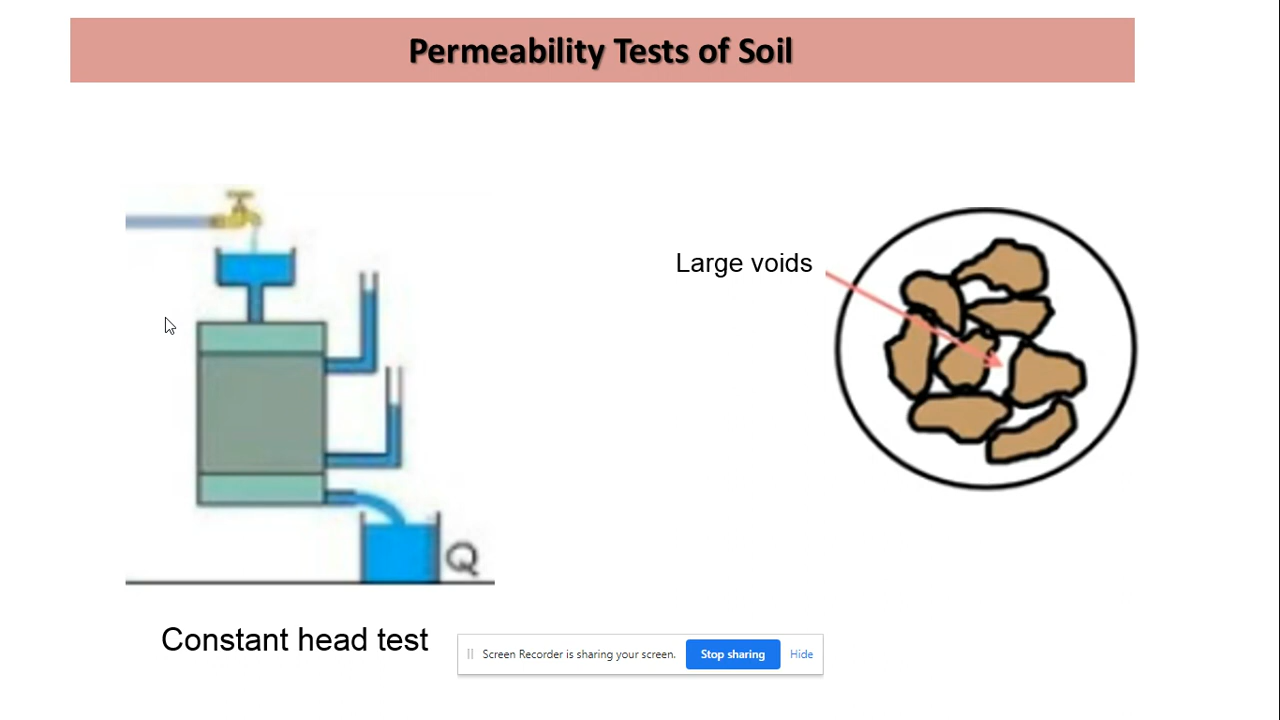 Permeability Tests of Soil
Large voids
Q
Constant head test
Screen Recorder is sharing your screen. Stop sharing Hide